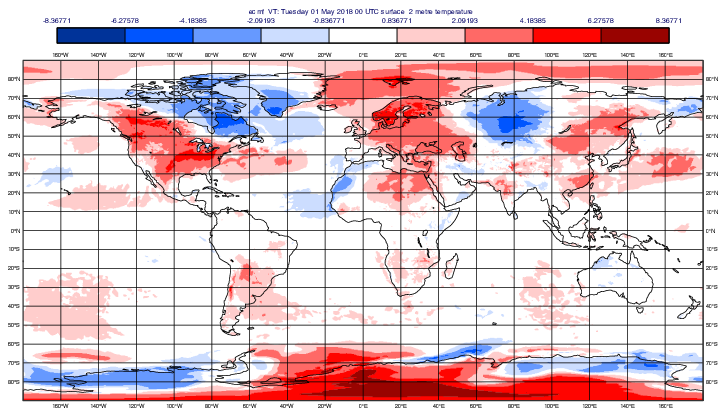 ecmf VT: Tuesday 01 May 2018 00 UTC surface 2 metre temperature
-8.36771 -6.27558 -4.18385 -2.09193 -0.836771 0.836771 2.09193 4.18385 6.27558 8.36771
160°W 140°W 120°W 100°W 80°W 60°W 40°W 20°W 0°E 20°E 40°E 60°E 80°E 100°E 120°E 140°E 160°E
80°N 80°N
70°N 70°N
60°N 60°N
50°N 50°N
40°N 40°N
30°N 30°N
20°N 20°N
10°N 10°N
0°N 0°N
10°S 10°S
20°S 20°S
30°S 30°S
40°S 40°S
50°S 50°S
60°S 60°S
70°S 70°S
80°S 80°S
160°W 140°W 120°W 100°W 80°W 60°W 40°W 20°W 0°E 20°E 40°E 60°E 80°E 100°E 120°E 140°E 160°E